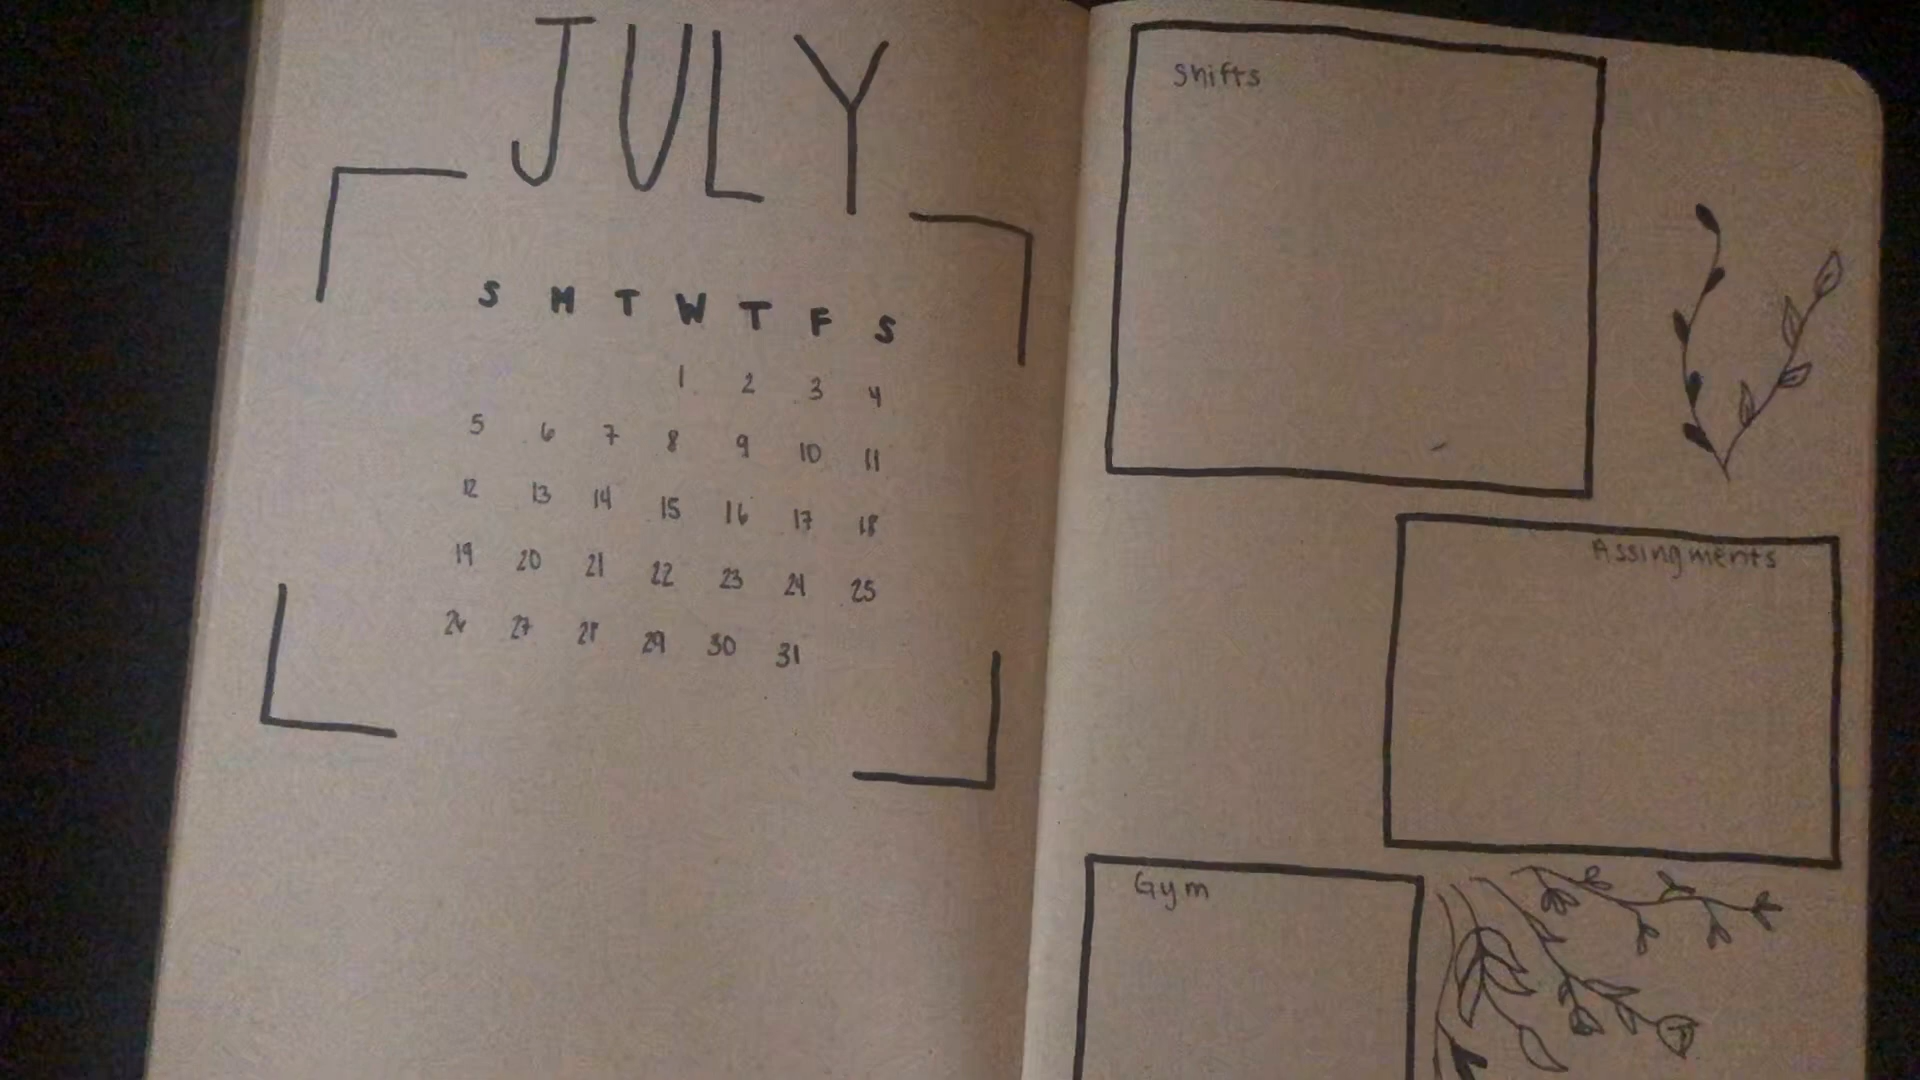 JULY
S M T W T F S
1 2 3 4
5 6 7 8 9 10 11
12 13 14 15 16 17 18
19 20 21 22 23 24 25
26 27 28 29 30 31
Shifts
Assingments
Gym